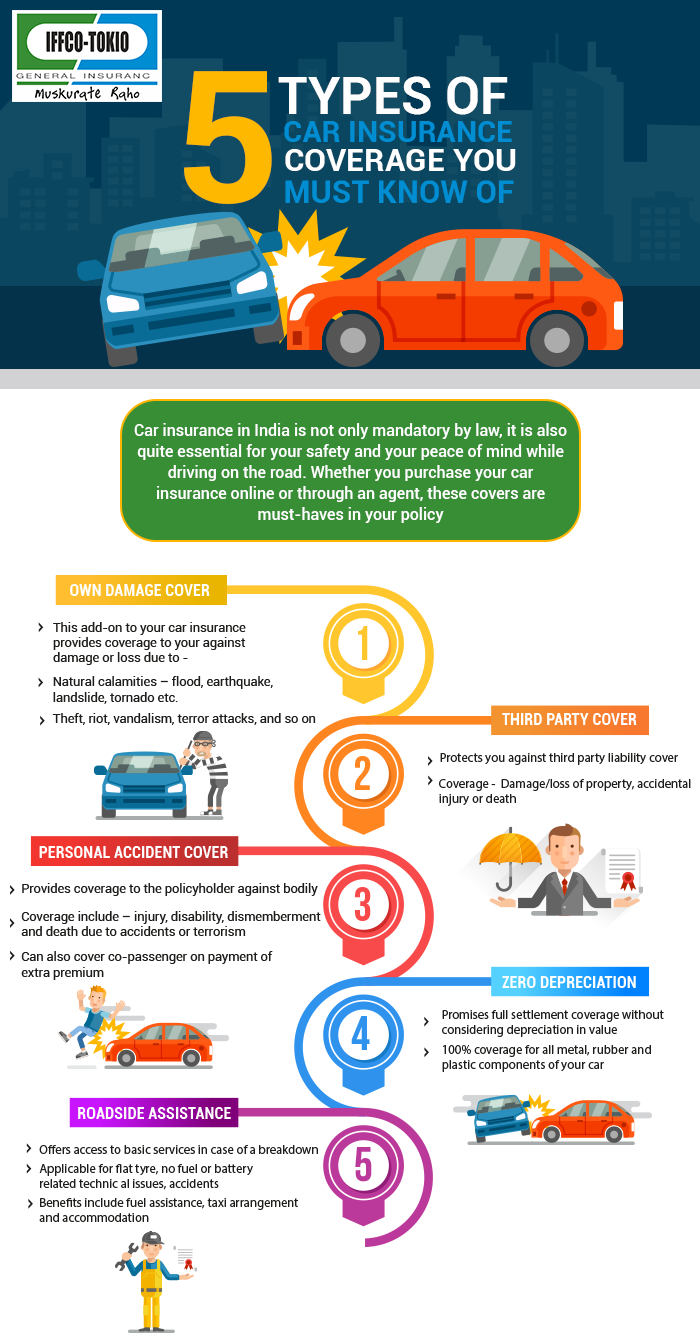 IFFCO-TOKIO
GENERAL INSURANC
Muskurate Raho
5
TYPES OF
CAR INSURANCE
COVERAGE YOU
MUST KNOW OF
Car insurance in India is not only mandatory by law, it is also
quite essential for your safety and your peace of mind while
driving on the road. Whether you purchase your car
insurance online or through an agent, these covers are
must-haves in your policy
OWN DAMAGE COVER
1
This add-on to your car insurance
provides coverage to your against
damage or loss due to -
Natural calamities – flood, earthquake,
landslide, tornado etc.
Theft, riot, vandalism, terror attacks, and so on
THIRD PARTY COVER
2
Protects you against third party liability cover
Coverage - Damage/loss of property, accidental
injury or death
PERSONAL ACCIDENT COVER
3
Provides coverage to the policyholder against bodily
Coverage include – injury, disability, dismemberment
and death due to accidents or terrorism
Can also cover co-passenger on payment of
extra premium
ZERO DEPRECIATION
4
Promises full settlement coverage without
considering depreciation in value
100% coverage for all metal, rubber and
plastic components of your car
ROADSIDE ASSISTANCE
5
Offers access to basic services in case of a breakdown
Applicable for flat tyre, no fuel or battery
related technic al issues, accidents
Benefits include fuel assistance, taxi arrangement
and accommodation